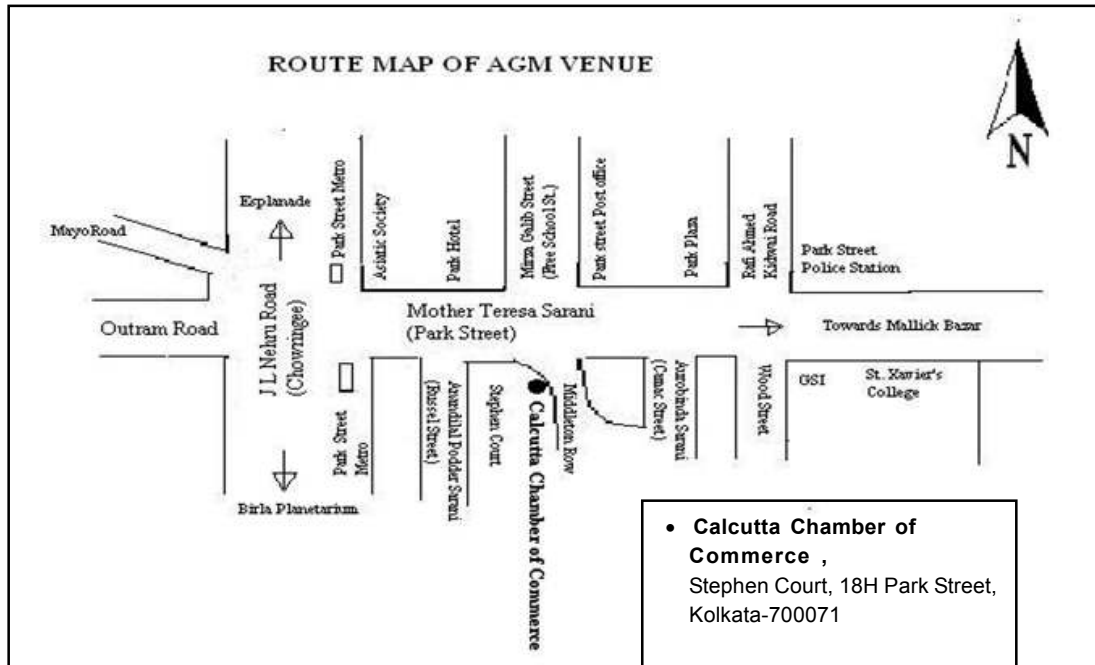 ROUTE MAP OF AGM VENUE
N
Esplanade
Mayo Road
Park Street Metro
Asiatic Society
Park Hotel
Mirza Galib Street
(Free School St.)
Park street Post office
Park Plaza
Rafi Ahmed
Kidwai Road
Park Street
Police Station
Outram Road
J L Nehru Road
(Chowringee)
Mother Teresa Sarani
(Park Street)
Towards Mallick Bazar
Park Street
Metro
Anandilal Podder Sarani
(Russel Street)
Stephen Court
Calcutta Chamber of Commerce
Middleton Row
Aurobinda Sarani
(Camac Street)
Wood Street
GSI
St. Xavier's
College
Birla Planetarium
• Calcutta Chamber of
Commerce ,
Stephen Court, 18H Park Street,
Kolkata-700071